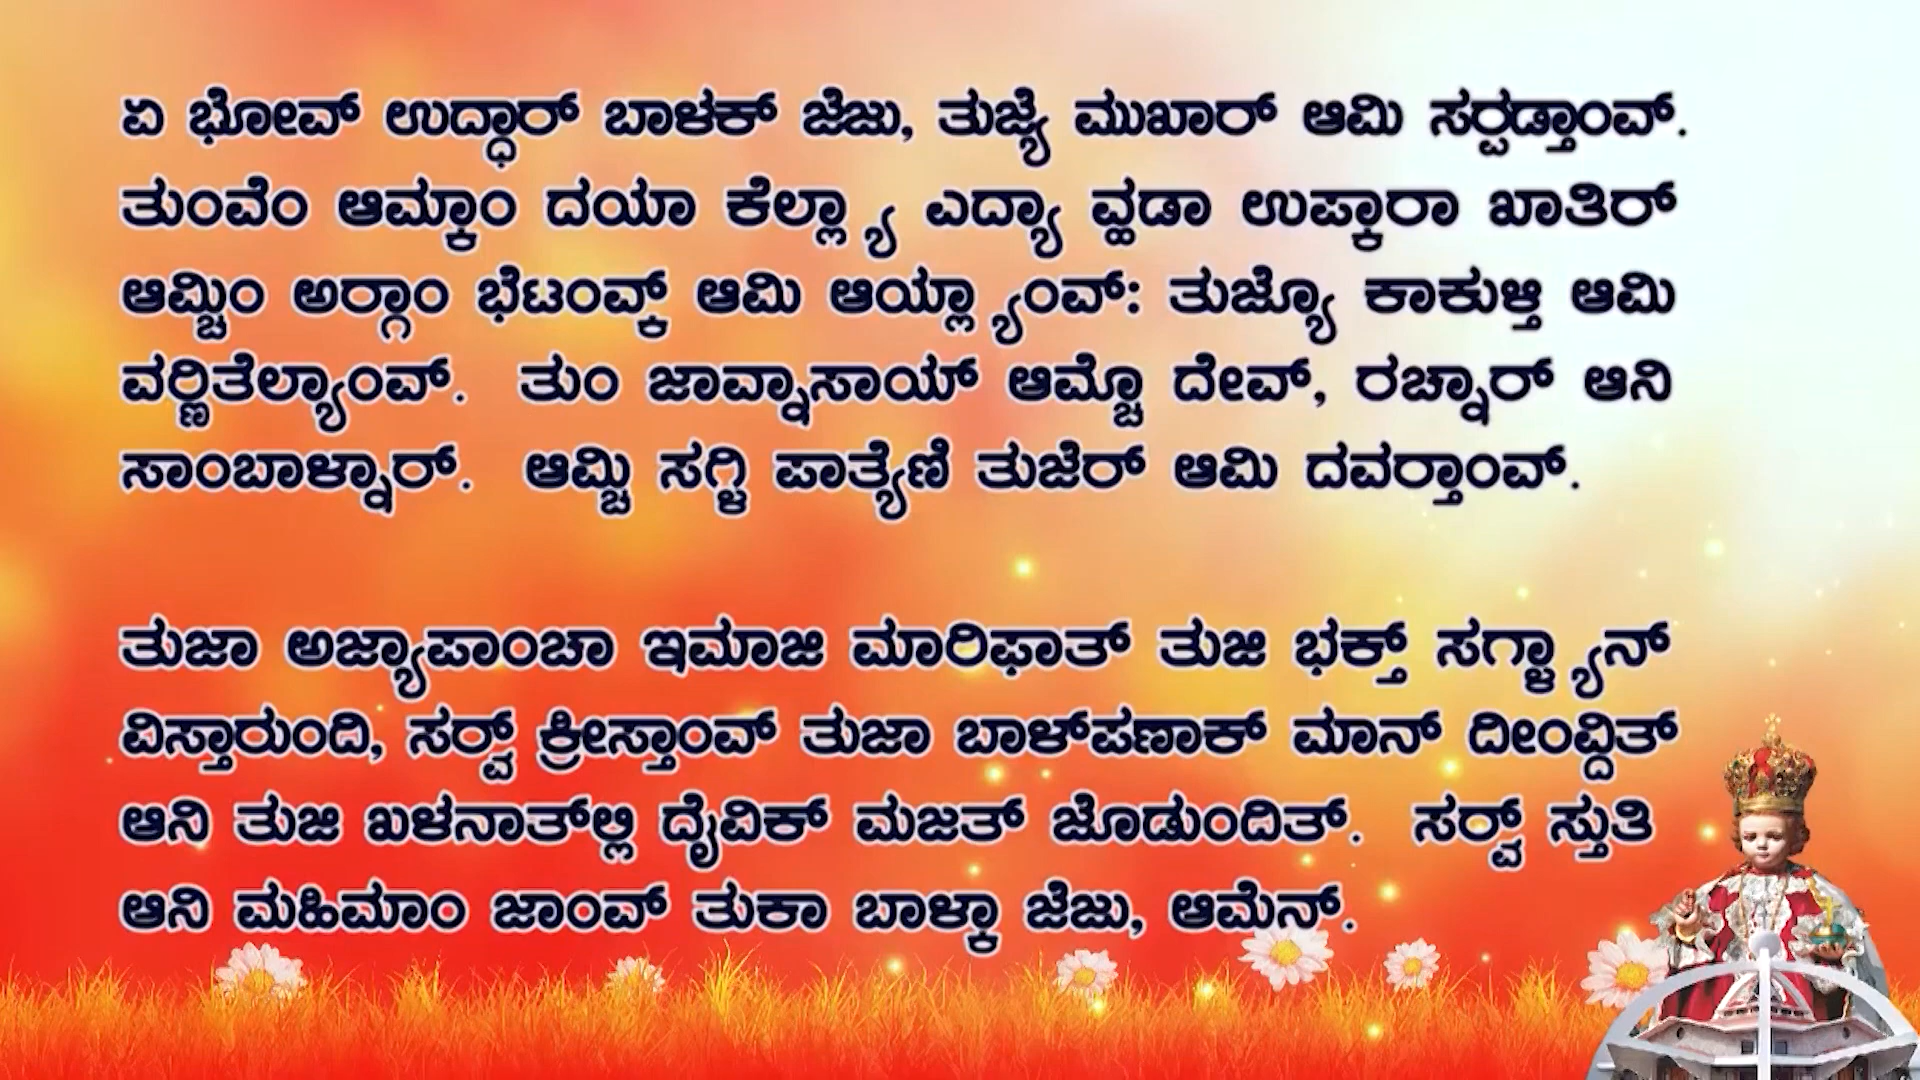 ಏ ಭೋವ್ ಉದ್ಧಾರ್ ಬಾಳಕ್ ಜೆಜು, ತುಜ್ಯೆ ಮುಖಾರ್ ಆಮಿ ಸರ‍್ಪಡ್ತಾಂವ್.
ತುಂವೆಂ ಆಮ್ಕಾಂ ದಯಾ ಕೆಲ್ಲ್ಯಾ ಎದ್ಯಾ ವ್ಹಡಾ ಉಪ್ಕಾರಾ ಖಾತಿರ್
ಆಮ್ಚಿಂ ಅರ‍್ಗಾಂ ಭೆಟಂವ್ಕ್ ಆಮಿ ಆಯ್ಲ್ಯಾಂವ್: ತುಜ್ಯೊ ಕಾಕುಳ್ತಿ ಆಮಿ
ವರ‍್ಣಿತೆಲ್ಯಾಂವ್. ತುಂ ಜಾವ್ನಾಸಾಯ್ ಆಮ್ಚೊ ದೇವ್, ರಚ್ನಾರ್ ಆನಿ
ಸಾಂಬಾಳ್ನಾರ್. ಆಮ್ಚಿ ಸಗ್ಳಿ ಪಾತ್ಯೆಣಿ ತುಜೆರ್ ಆಮಿ ದವರ‍್ತಾಂವ್.
ತುಜಾ ಅಜ್ಯಾಪಾಂಚಾ ಇಮಾಜಿ ಮಾರಿಫಾತ್ ತುಜಿ ಭಕ್ತ್ ಸಗ್ಳ್ಯಾನ್
ವಿಸ್ತಾರುಂದಿ, ಸರ‍್ವ್ ಕ್ರೀಸ್ತಾಂವ್ ತುಜಾ ಬಾಳ್‌ಪಣಾಕ್ ಮಾನ್ ದೀಂವ್ದಿತ್
ಆನಿ ತುಜಿ ಖಳನಾತ್‌ಲ್ಲಿ ದೈವಿಕ್ ಮಜತ್ ಜೊಡುಂದಿತ್. ಸರ‍್ವ್ ಸ್ತುತಿ
ಆನಿ ಮಹಿಮಾಂ ಜಾಂವ್ ತುಕಾ ಬಾಳ್ಕಾ ಜೆಜು, ಆಮೆನ್.